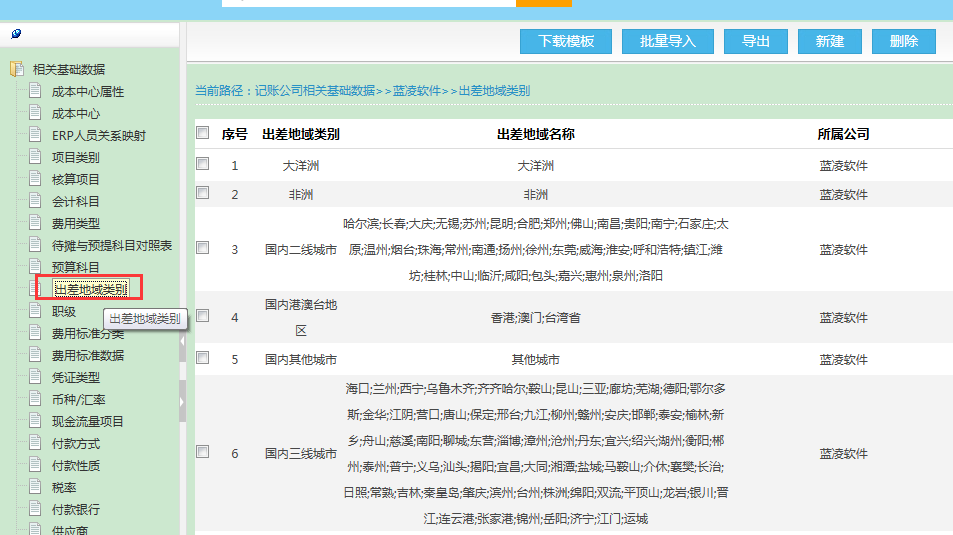 下载模板
批量导入
导出
新建
删除
相关基础数据
成本中心属性
成本中心
ERP人员关系映射
项目类别
核算项目
会计科目
费用类型
待摊与预提科目对照表
预算科目
出差地域类别
职级
出差地域类别
费用标准分类
费用标准数据
凭证类型
币种/汇率
现金流量项目
付款方式
付款性质
税率
付款银行
供应商
当前路径：记账公司相关基础数据>>蓝凌软件>>出差地域类别
序号 出差地域类别 出差地域名称 所属公司
1 大洋洲 大洋洲 蓝凌软件
2 非洲 非洲 蓝凌软件
哈尔滨;长春;大庆;无锡;苏州;昆明;合肥;郑州;佛山;南昌;贵阳;南宁;石家庄;太
3 国内二线城市 原;温州;烟台;珠海;常州;南通;扬州;徐州;东莞;威海;淮安;呼和浩特;镇江;潍 蓝凌软件
坊;桂林;中山;临沂;咸阳;包头;嘉兴;惠州;泉州;洛阳
国内港澳台地
4 香港;澳门;台湾省 蓝凌软件
区
5 国内其他城市 其他城市 蓝凌软件
海口;兰州;西宁;乌鲁木齐;齐齐哈尔;鞍山;昆山;三亚;廊坊;芜湖;德阳;鄂尔多
斯;金华;江阴;营口;唐山;保定;邢台;九江;柳州;赣州;安庆;邯郸;泰安;榆林;新
乡;舟山;慈溪;南阳;聊城;东营;淄博;漳州;沧州;丹东;宜兴;绍兴;湖州;衡阳;郴
6 国内三线城市 州;泰州;普宁;义乌;汕头;揭阳;宜昌;大同;湘潭;盐城;马鞍山;介休;襄樊;长治; 蓝凌软件
日照;常熟;吉林;秦皇岛;肇庆;滨州;台州;株洲;绵阳;双流;平顶山;龙岩;银川;晋
江;连云港;张家港;锦州;岳阳;济宁;江门;运城